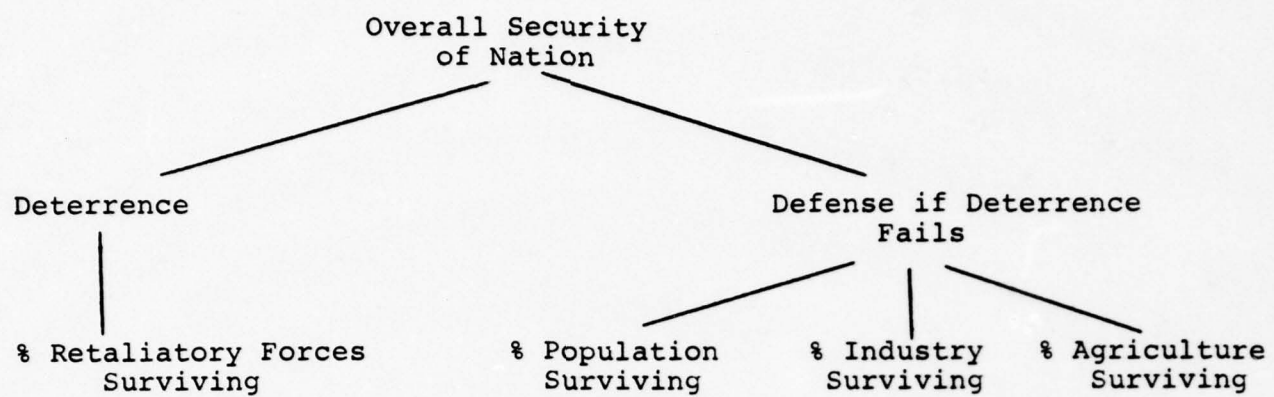 Overall Security
of Nation
Deterrence
Defense if Deterrence
Fails
% Retaliatory Forces
Surviving
% Population
Surviving
% Industry
Surviving
% Agriculture
Surviving